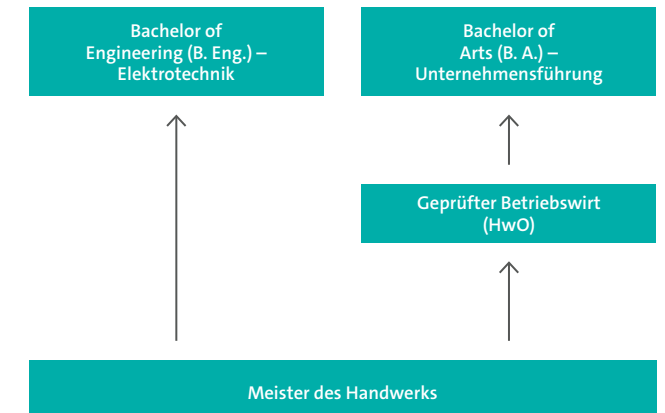 Bachelor of
Engineering (B. Eng.) –
Elektrotechnik
Bachelor of
Arts (B. A.) –
Unternehmensführung
Geprüfter Betriebswirt
(HwO)
Meister des Handwerks